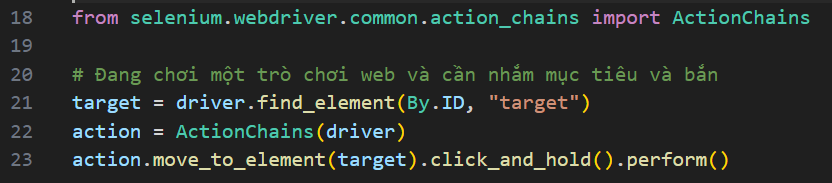 18 from selenium.webdriver.common.action_chains import ActionChains
19
20 # Đang chơi một trò chơi web và cần nhắm mục tiêu và bắn
21 target = driver.find_element(By.ID, "target")
22 action = ActionChains(driver)
23 action.move_to_element(target).click_and_hold().perform()